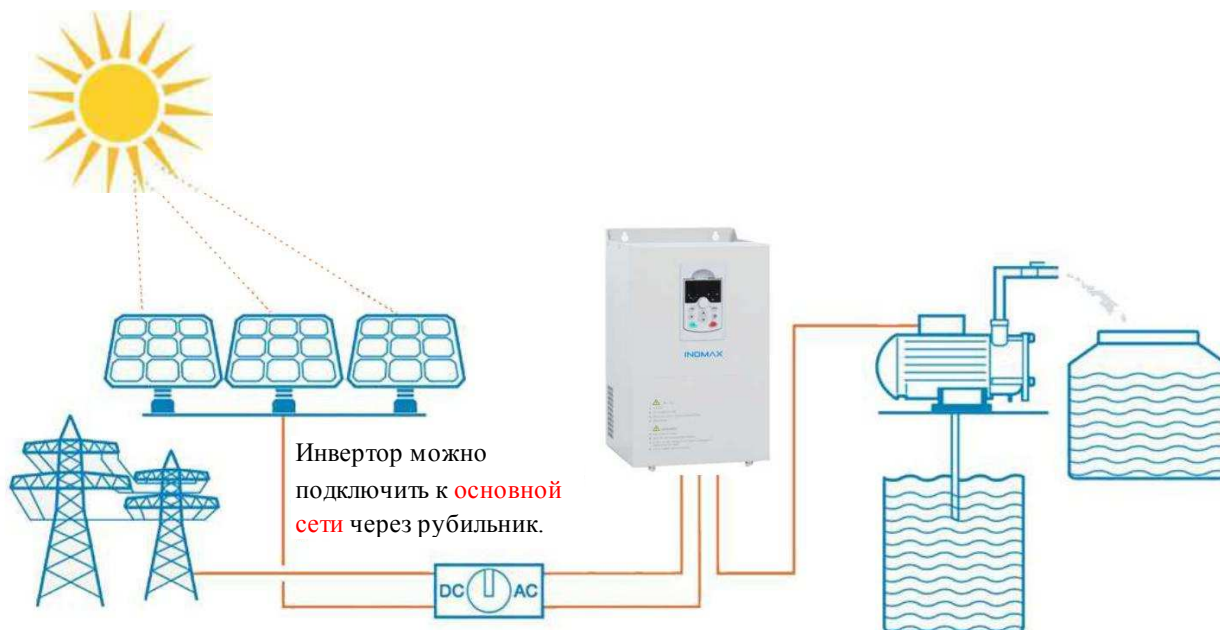 INOMAX
Инвертор можно
подключить к основной
сети через рубильник.
DC AC